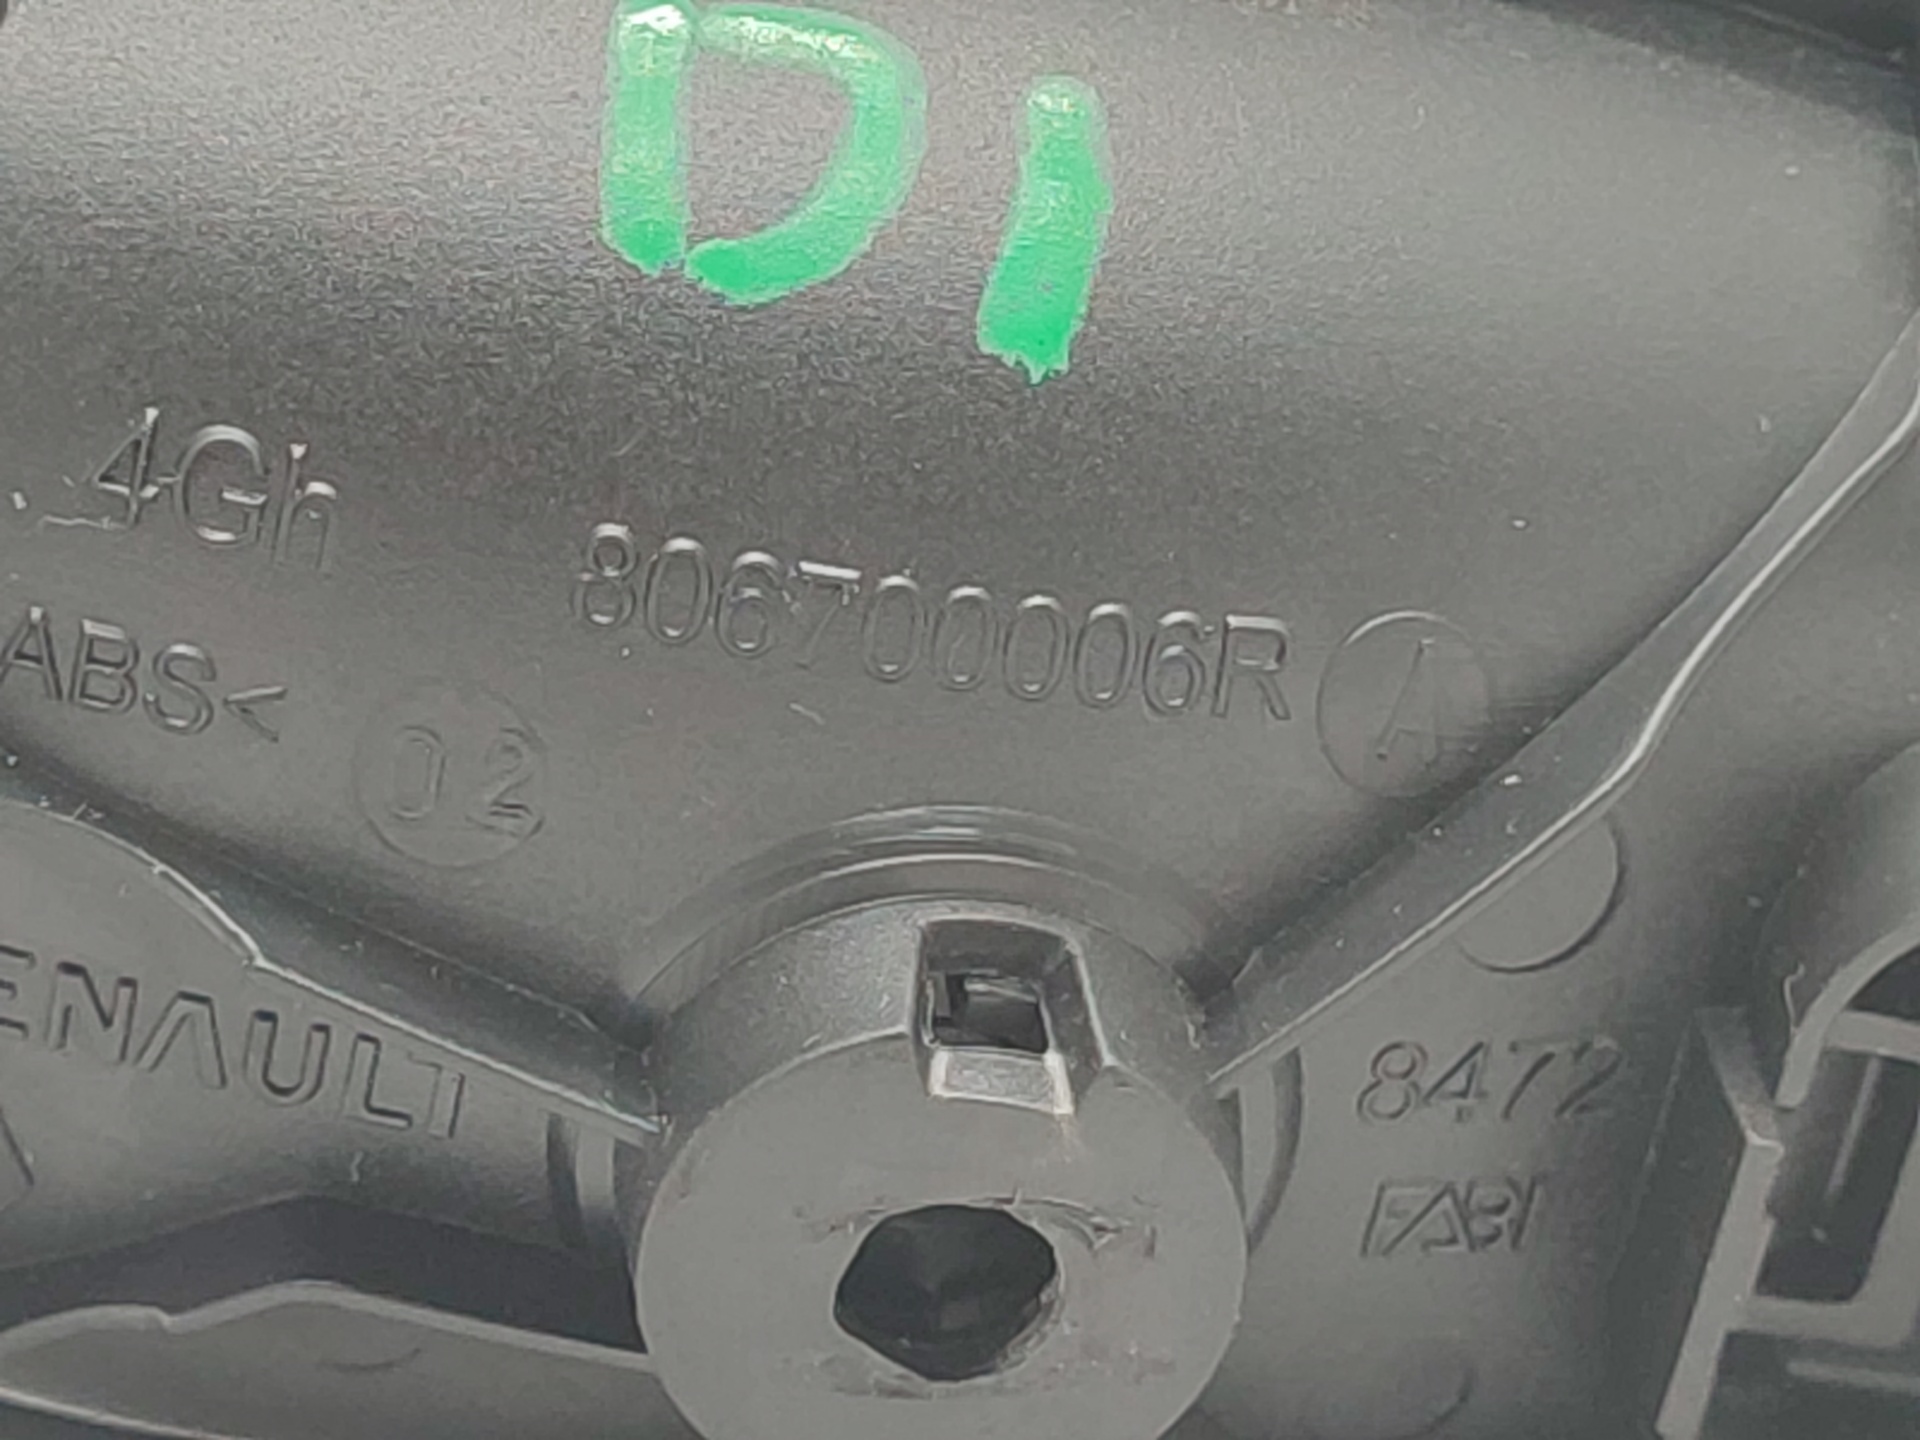 DI
4Gh
806700006R A
ABS<
02
ENAULT
8472
FABI